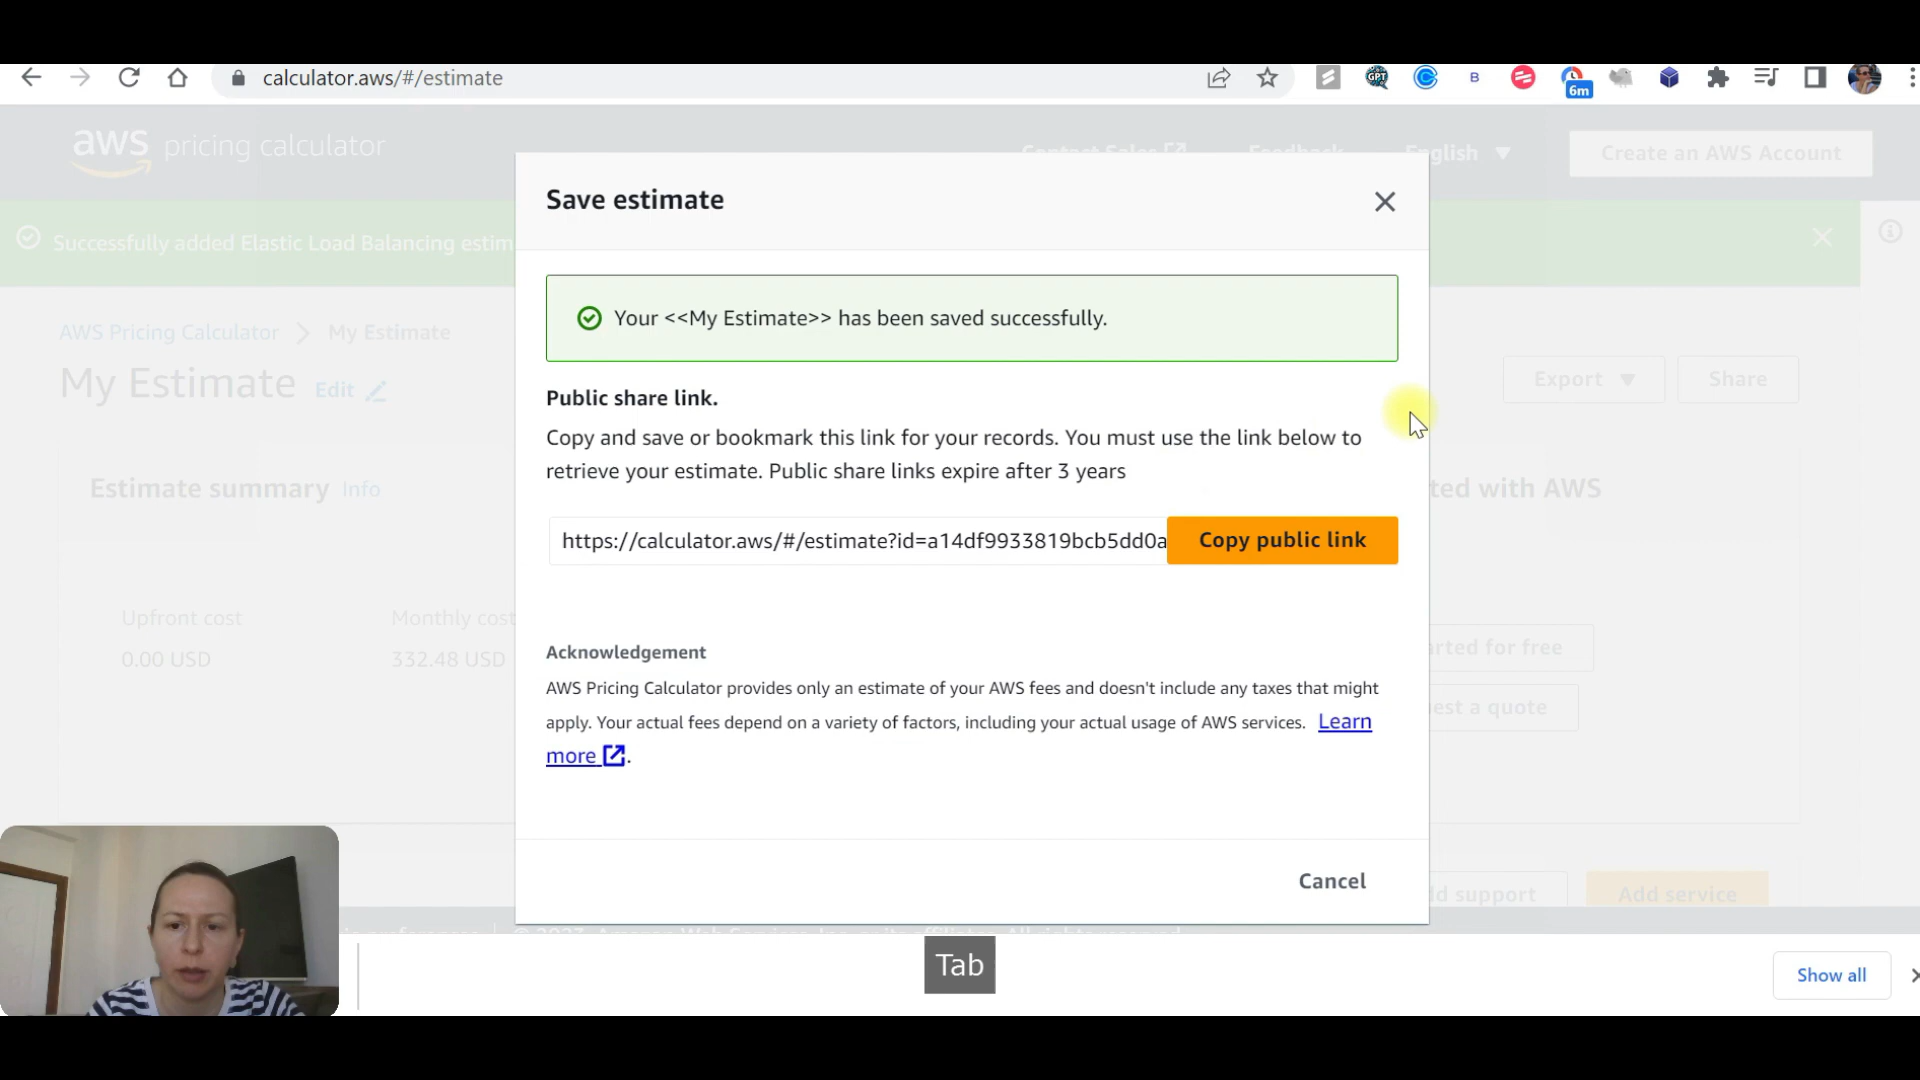 calculator.aws/#/estimate
GPT
B
6m
aws pricing calculator
Contact Sales
Feedback
English
Create an AWS Account
Save estimate
Successfully added Elastic Load Balancing estim
Your <<My Estimate>> has been saved successfully.
AWS Pricing Calculator
My Estimate
My Estimate Edit
Export
Share
Public share link.
Copy and save or bookmark this link for your records. You must use the link below to
retrieve your estimate. Public share links expire after 3 years
Estimate summary Info
ted with AWS
https://calculator.aws/#/estimate?id=a14df9933819bcb5dd0a
Copy public link
Upfront cost
Monthly cost
0.00 USD
332.48 USD
arted for free
est a quote
Acknowledgement
AWS Pricing Calculator provides only an estimate of your AWS fees and doesn't include any taxes that might
apply. Your actual fees depend on a variety of factors, including your actual usage of AWS services. Learn
more.
Cancel
d support
Add service
Tab
Show all